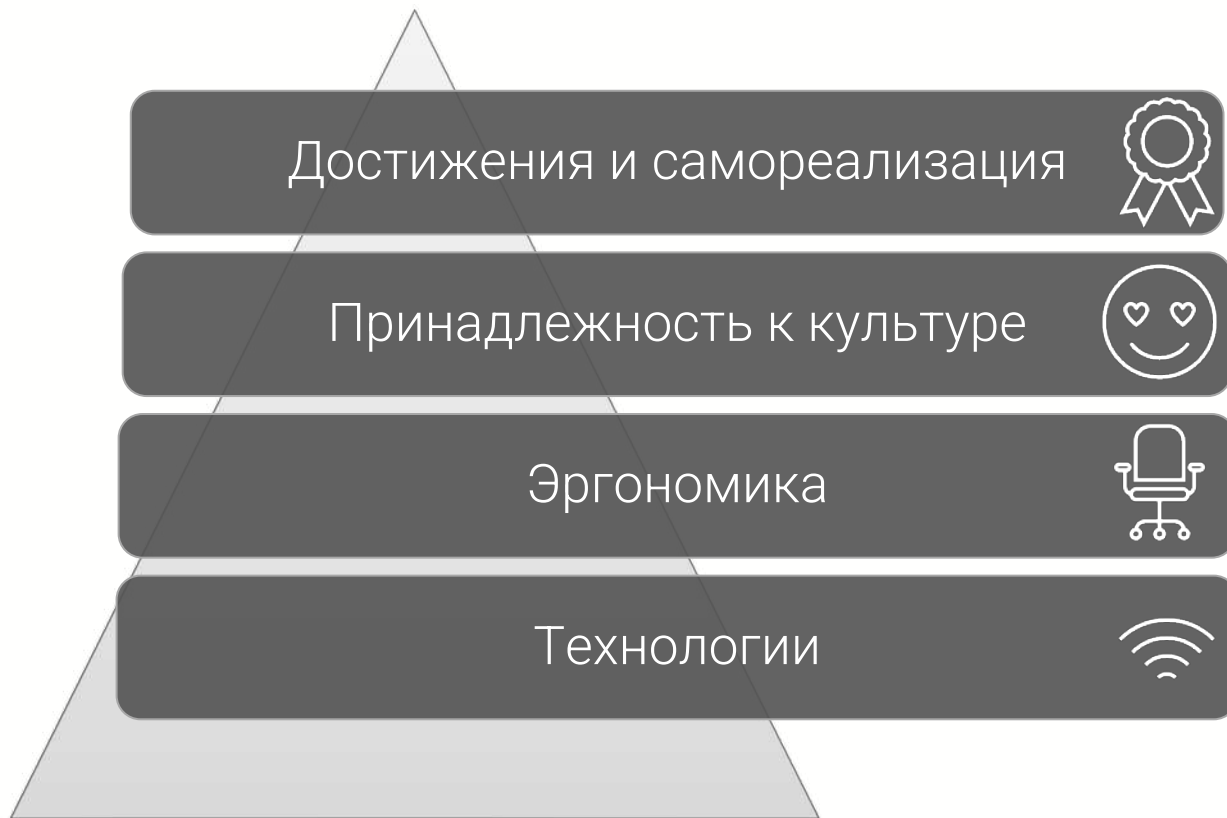 Достижения и самореализация
Принадлежность к культуре
Эргономика
Технологии